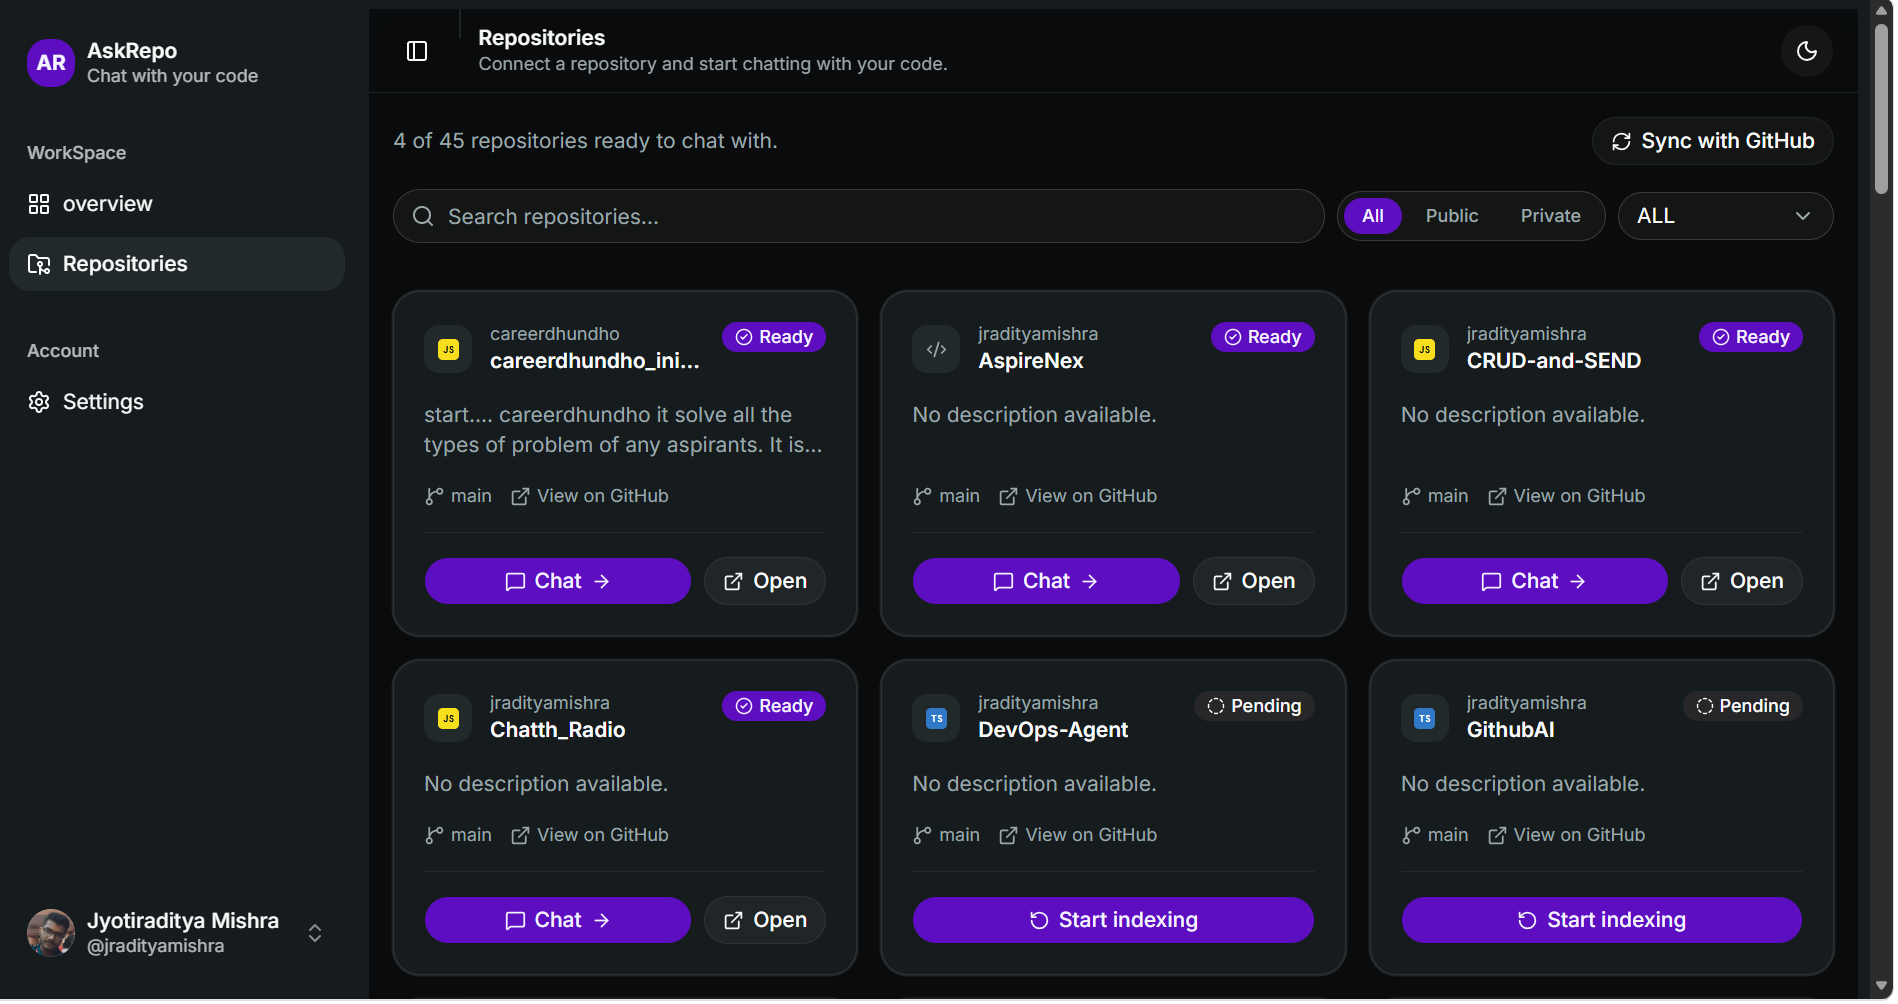 AR
AskRepo
Chat with your code
WorkSpace
overview
Repositories
Account
Settings
Jyotiraditya Mishra
@jradityamishra
Repositories
Connect a repository and start chatting with your code.
4 of 45 repositories ready to chat with.
Sync with GitHub
Search repositories...
All
Public
Private
ALL
JS
careerdhundho
careerdhundho_ini...
Ready
start.... careerdhundho it solve all the
types of problem of any aspirants. It is...
main
View on GitHub
Chat
Open
jradityamishra
AspireNex
Ready
No description available.
main
View on GitHub
Chat
Open
JS
jradityamishra
CRUD-and-SEND
Ready
No description available.
main
View on GitHub
Chat
Open
JS
jradityamishra
Chatth_Radio
Ready
No description available.
main
View on GitHub
Chat
Open
TS
jradityamishra
DevOps-Agent
Pending
No description available.
main
View on GitHub
Start indexing
TS
jradityamishra
GithubAI
Pending
No description available.
main
View on GitHub
Start indexing